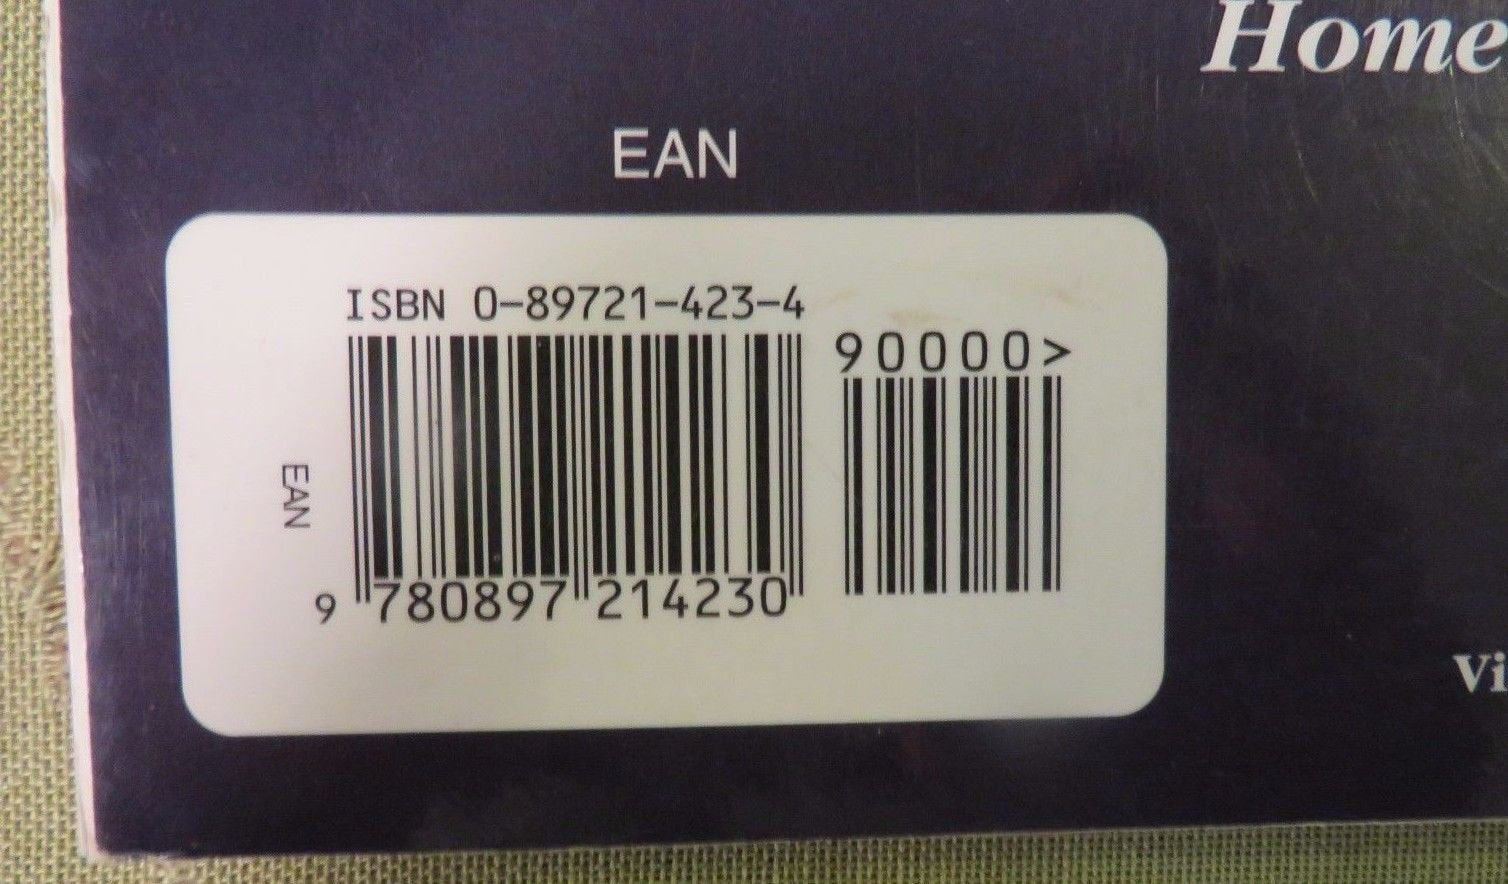 Home
EAN
ISBN 0-89721-423-4
90000>
EAN
9 780897 214230
Vi